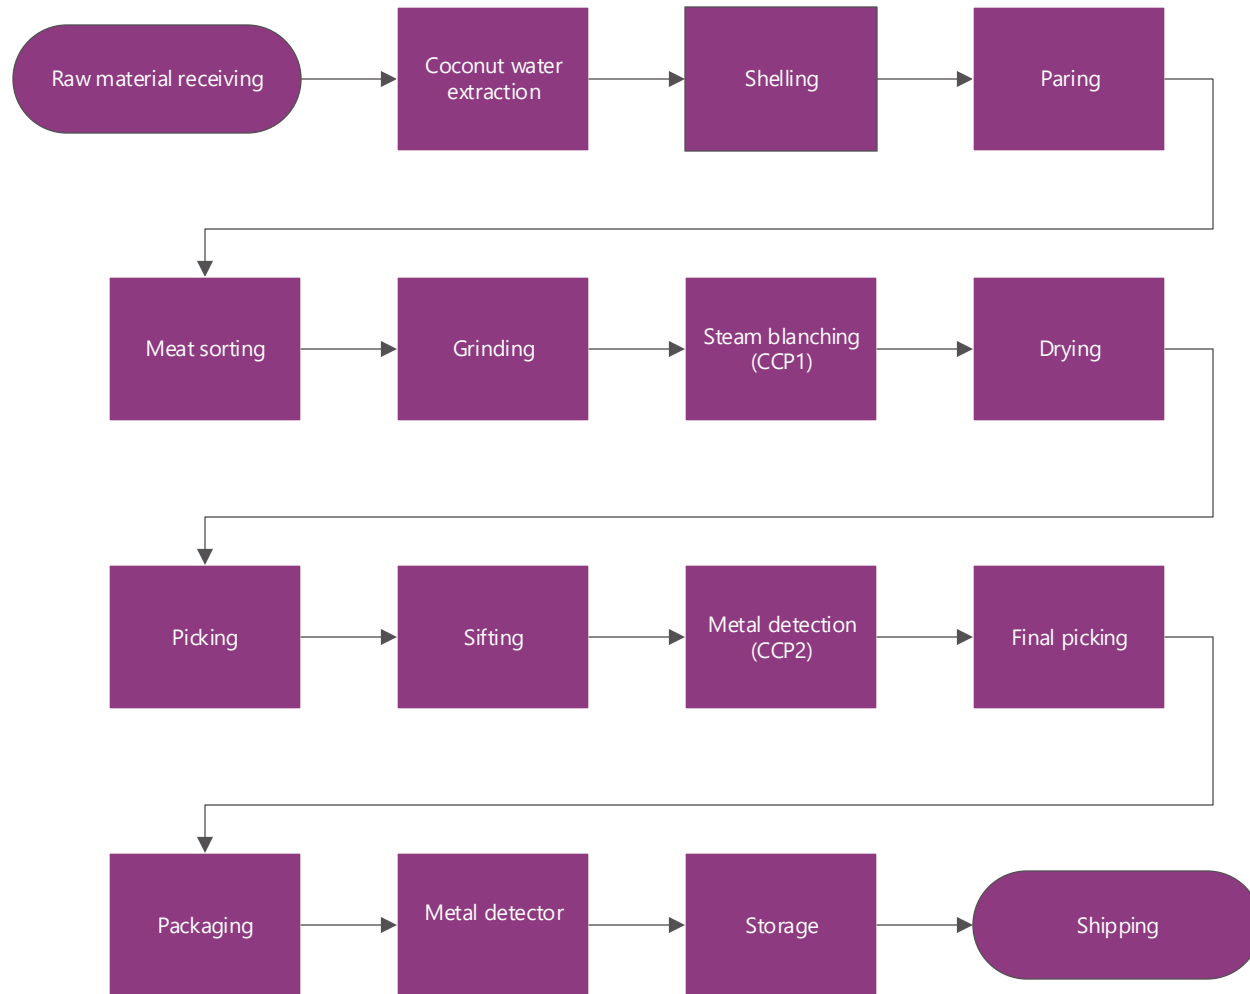 Raw material receiving
Coconut water
extraction
Shelling
Paring
Meat sorting
Grinding
Steam blanching
(CCP1)
Drying
Picking
Sifting
Metal detection
(CCP2)
Final picking
Packaging
Metal detector
Storage
Shipping